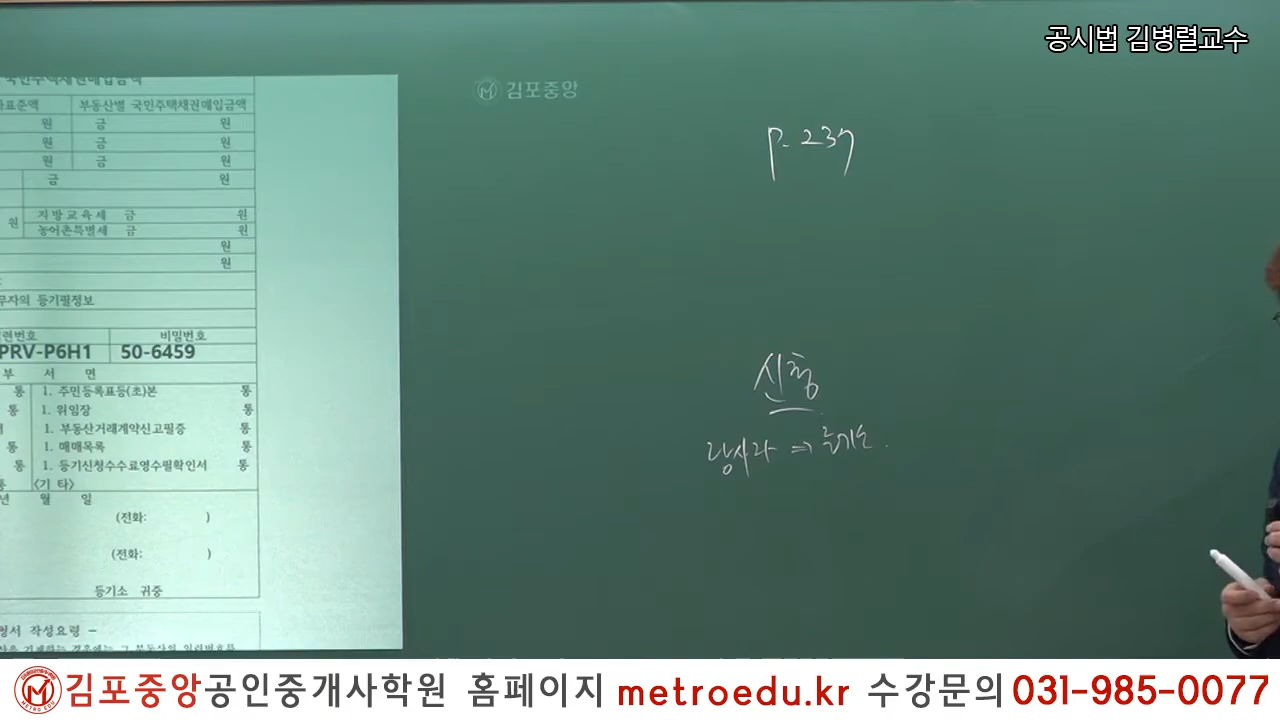 공시법 김병렬교수
김포중앙
P. 237
신청
당사자 ⇒ 등기소.
국민주택채권매입금액
표준액 부동산별 국민주택채권매입금액
원 금 원
원 금 원
원 금 원
금 원
원 지방교육세 금 원
농어촌특별세 금 원
원
원
무자의 등기필정보
련번호 비밀번호
PRV-P6H1 50-6459
부 서 면
통 1. 주민등록표등(초)본 통
통 1. 위임장 통
1. 부동산거래계약신고필증 통
통 1. 매매목록 통
통 1. 등기신청수수료영수필확인서 통
통 〈기 타〉
년 월 일
(전화: )
(전화: )
등기소 귀중
청서 작성요령 -
김포중앙공인중개사학원 홈페이지 metroedu.kr 수강문의 031-985-0077